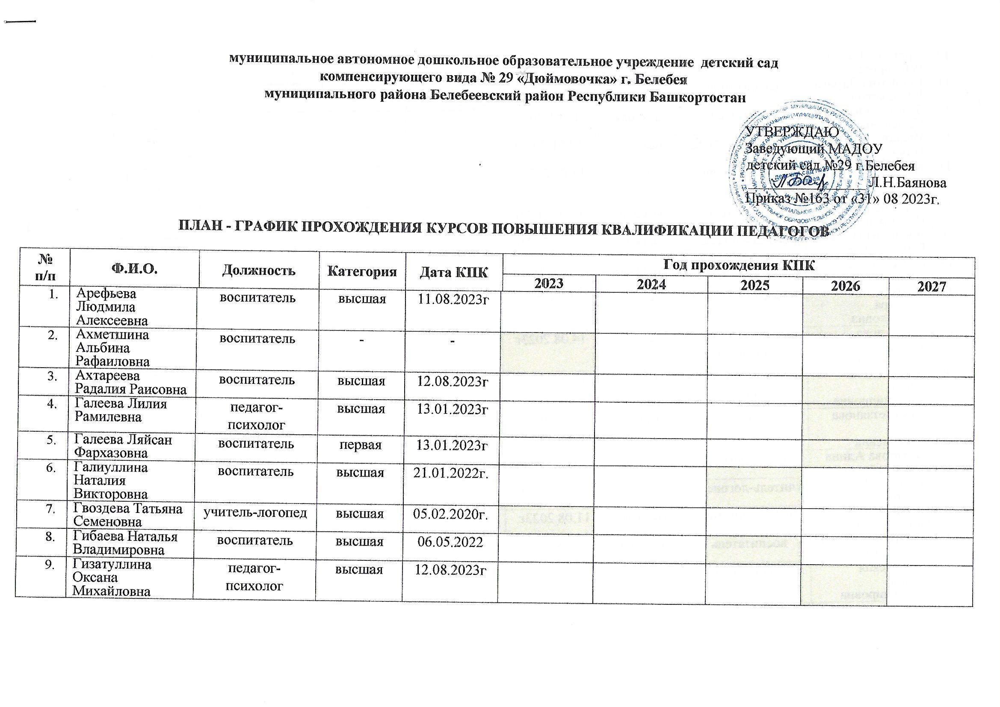 муниципальное автономное дошкольное образовательное учреждение детский сад
компенсирующего вида № 29 «Дюймовочка» г. Белебея
муниципального района Белебеевский район Республики Башкортостан
УТВЕРЖДАЮ
Заведующий МАДОУ
детский сад №29 г.Белебея
Л.Н.Баянова
Приказ №163 от «31» 08 2023г.
ПЛАН - ГРАФИК ПРОХОЖДЕНИЯ КУРСОВ ПОВЫШЕНИЯ КВАЛИФИКАЦИИ ПЕДАГОГОВ
№ п/п Ф.И.О. Должность Категория Дата КПК Год прохождения КПК
2023 2024 2025 2026 2027
1. Арефьева воспитатель высшая 11.08.2023г
Людмила
Алексеевна
2. Ахметшина воспитатель - -
Альбина
Рафаиловна
3. Ахтареева воспитатель высшая 12.08.2023г
Радалия Раисовна
4. Галеева Лилия педагог- высшая 13.01.2023г
Рамилевна психолог
5. Галеева Ляйсан воспитатель первая 13.01.2023г
Фархазовна
6. Галиуллина воспитатель высшая 21.01.2022г.
Наталия
Викторовна
7. Гвоздева Татьяна учитель-логопед высшая 05.02.2020г.
Семеновна
8. Гибаева Наталья воспитатель высшая 06.05.2022
Владимировна
9. Гизатуллина педагог- высшая 12.08.2023г
Оксана психолог
Михайловна